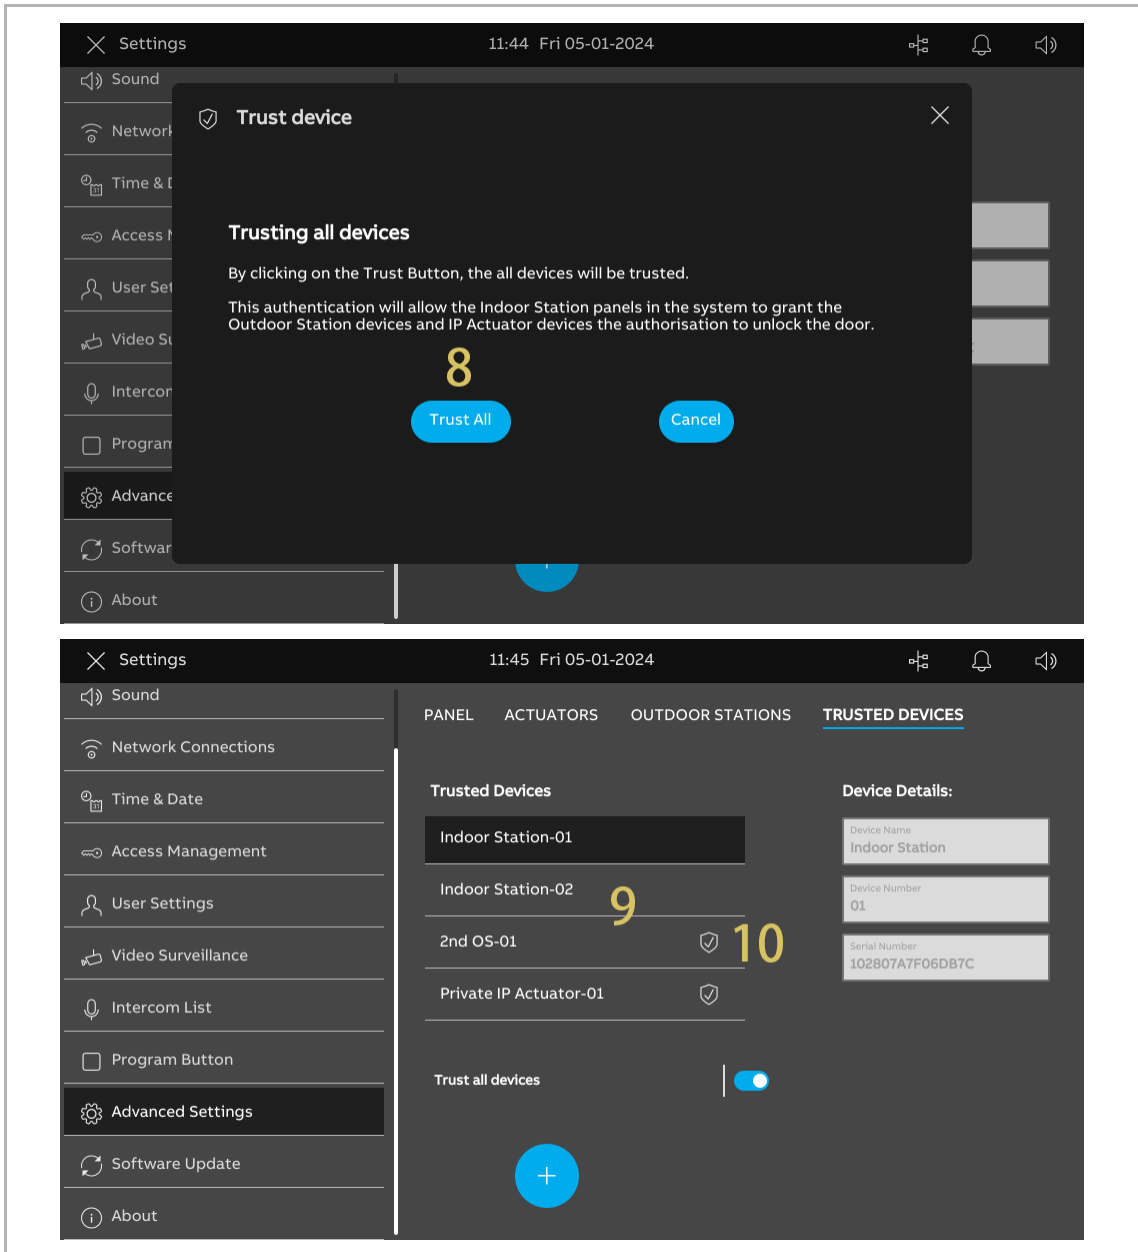 Settings
11:44 Fri 05-01-2024
Sound
Trust device
Network
Time & D
Trusting all devices
Access M
By clicking on the Trust Button, the all devices will be trusted.
User Set
This authentication will allow the Indoor Station panels in the system to grant the
Outdoor Station devices and IP Actuator devices the authorisation to unlock the door.
Video Su
8
Intercom
Trust All
Cancel
Program
Advance
Softwar
About
Settings
11:45 Fri 05-01-2024
Sound
Network Connections
Time & Date
Access Management
User Settings
Video Surveillance
Intercom List
Program Button
Advanced Settings
Software Update
About
PANEL
ACTUATORS
OUTDOOR STATIONS
TRUSTED DEVICES
Trusted Devices
Indoor Station-01
Indoor Station-02
9
2nd OS-01
10
Private IP Actuator-01
Trust all devices
+
Device Details:
Device Name
Indoor Station
Device Number
01
Serial Number
102807A7F06DB7C